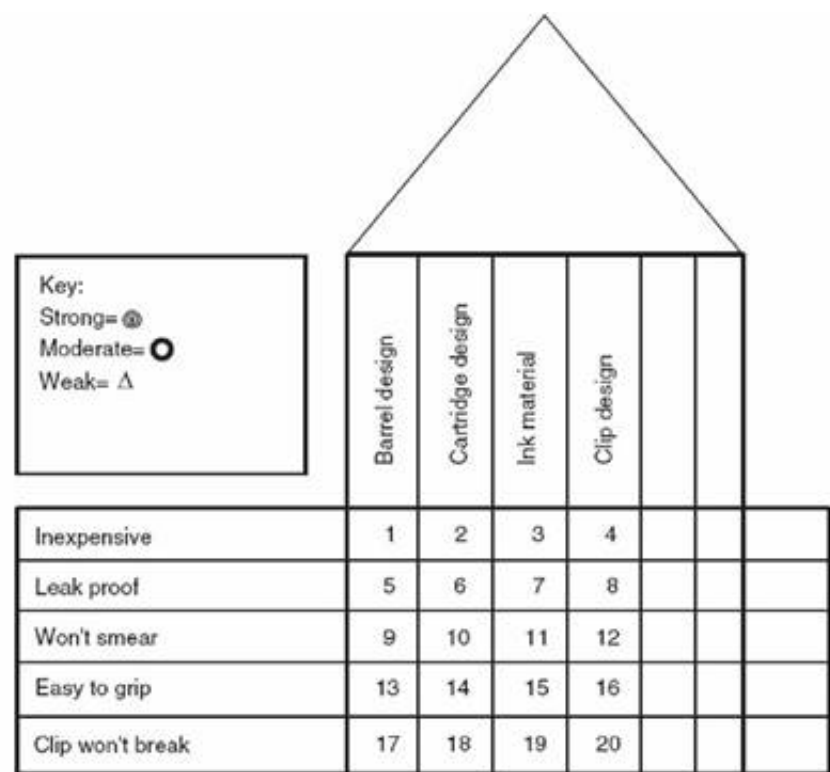 Key:
Strong=
Moderate=
Weak= Δ
Barrel design
Cartridge design
Ink material
Clip design
Inexpensive 1 2 3 4
Leak proof 5 6 7 8
Won't smear 9 10 11 12
Easy to grip 13 14 15 16
Clip won't break 17 18 19 20